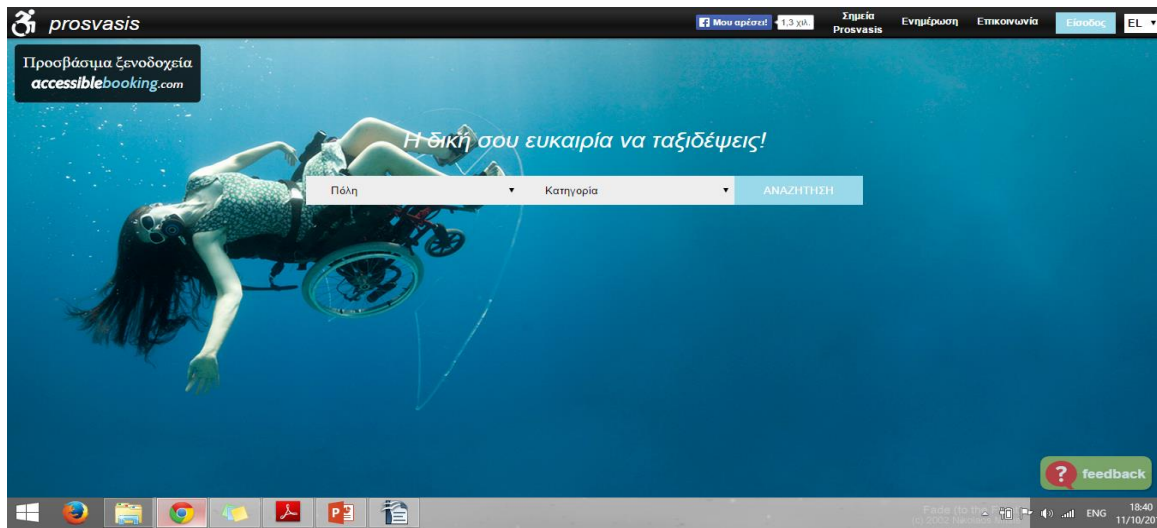 prosvasis
Μου αρέσει! 1,3 χιλ.
Σημεία
Prosvasis
Ενημέρωση
Επικοινωνία
Είσοδος
EL
Προσβάσιμα ξενοδοχεία
accessiblebooking.com
Η δική σου ευκαιρία να ταξιδέψεις!
Πόλη
Κατηγορία
ΑΝΑΖΗΤΗΣΗ
? feedback
ENG
18:40
11/10/20